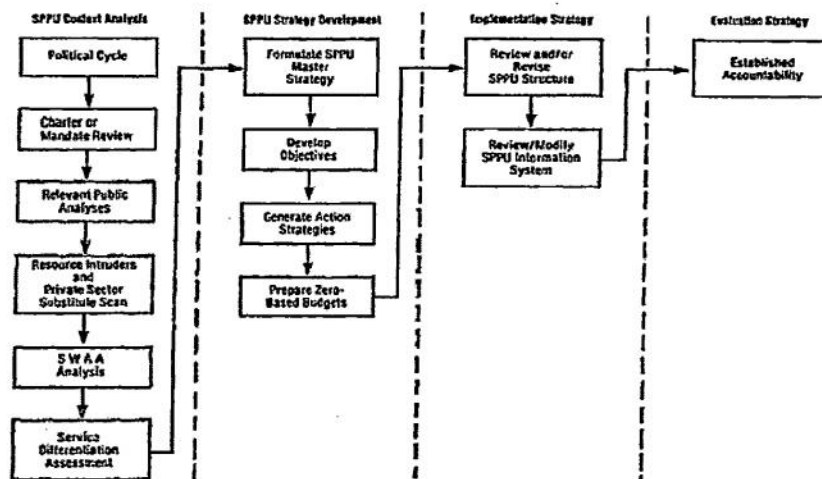 SPPU Context Analysis
Political Cycle
Charter or
Mandate Review
Relevant Public
Analyses
Resource Intruders
and
Private Sector
Substitute Scan
S W A A
Analysis
Service
Differentiation
Assessment
SPPU Strategy Development
Formulate SPPU
Master
Strategy
Develop
Objectives
Generate Action
Strategies
Prepare Zero-
Based Budgets
Implementation Strategy
Review and/or
Revise
SPPU Structure
Review/Modify
SPPU Information
System
Evaluation Strategy
Established
Accountability